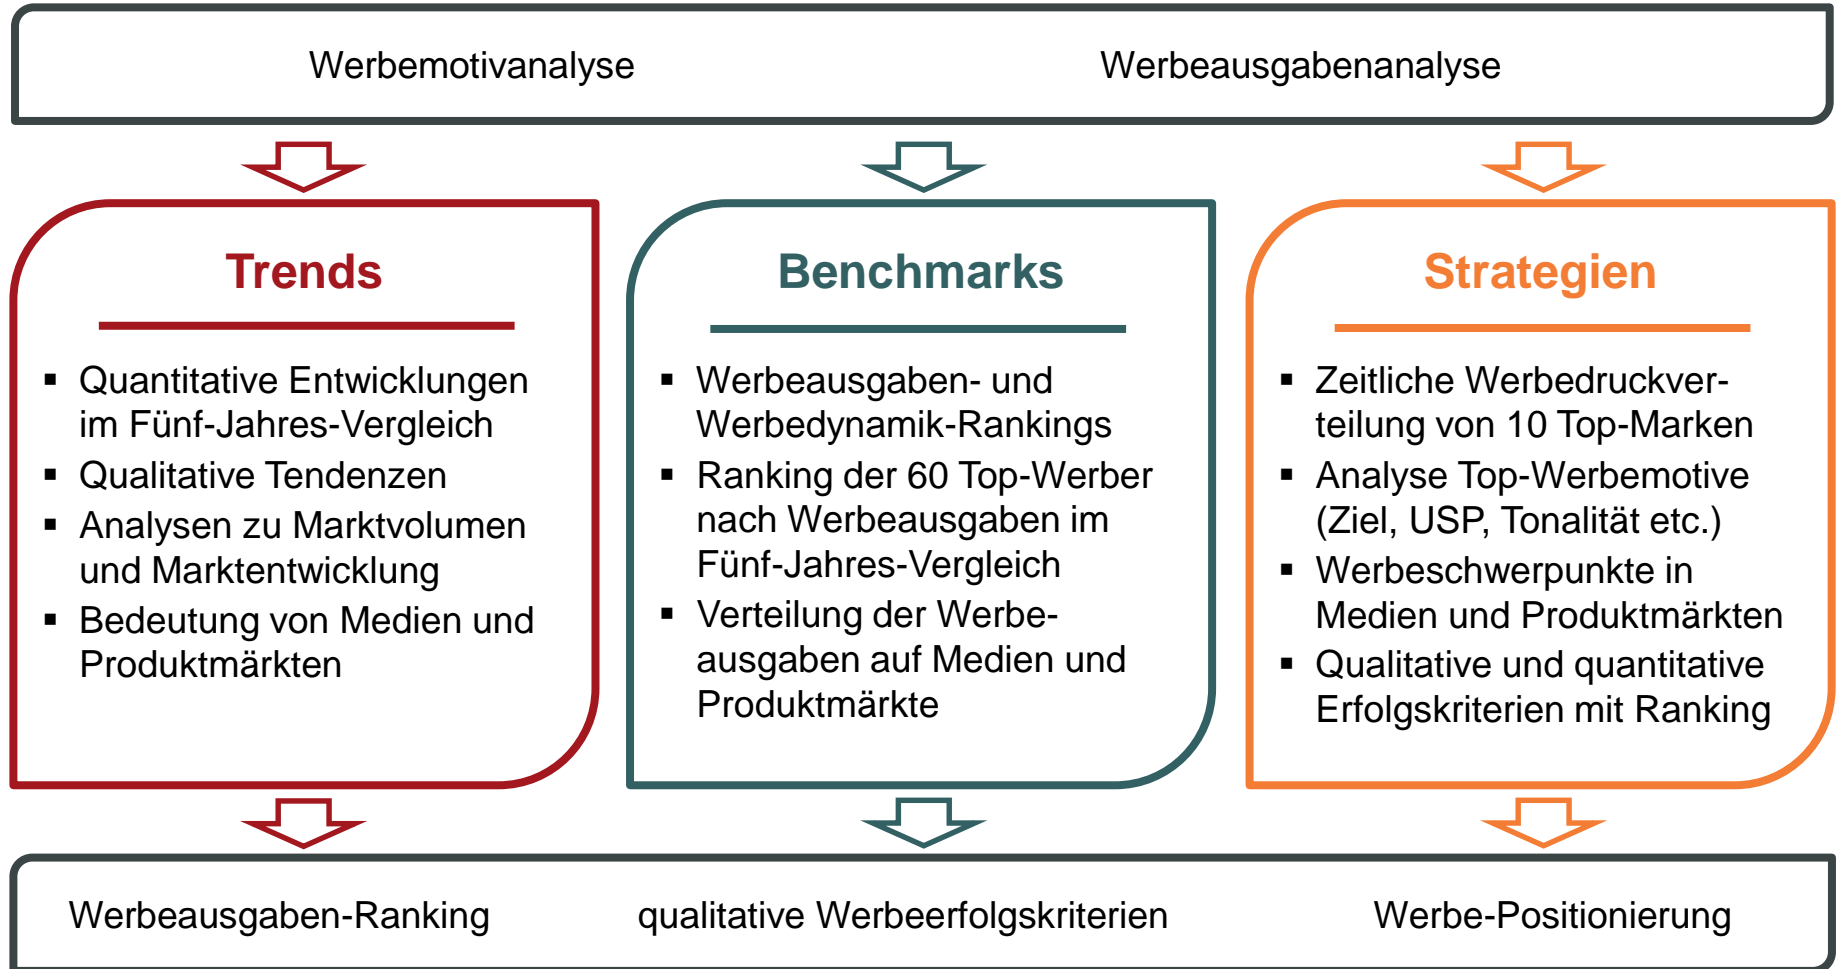 Werbemotivanalyse
Werbeausgabenanalyse
Trends
▪ Quantitative Entwicklungen
im Fünf-Jahres-Vergleich
▪ Qualitative Tendenzen
▪ Analysen zu Marktvolumen
und Marktentwicklung
▪ Bedeutung von Medien und
Produktmärkten
Benchmarks
▪ Werbeausgaben- und
Werbedynamik-Rankings
▪ Ranking der 60 Top-Werber
nach Werbeausgaben im
Fünf-Jahres-Vergleich
▪ Verteilung der Werbe-
ausgaben auf Medien und
Produktmärkte
Strategien
▪ Zeitliche Werbedruckver-
teilung von 10 Top-Marken
▪ Analyse Top-Werbemotive
(Ziel, USP, Tonalität etc.)
▪ Werbeschwerpunkte in
Medien und Produktmärkten
▪ Qualitative und quantitative
Erfolgskriterien mit Ranking
Werbeausgaben-Ranking
qualitative Werbeerfolgskriterien
Werbe-Positionierung